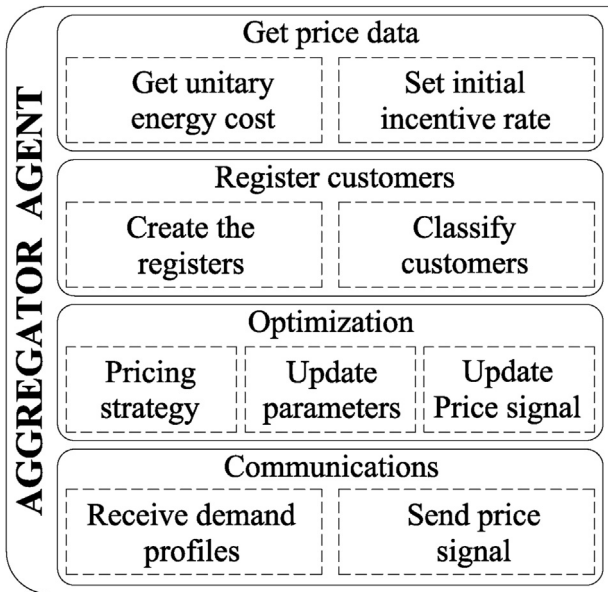 AGGREGATOR AGENT
Get price data
Get unitary
energy cost
Set initial
incentive rate
Register customers
Create the
registers
Classify
customers
Optimization
Pricing
strategy
Update
parameters
Update
Price signal
Communications
Receive demand
profiles
Send price
signal